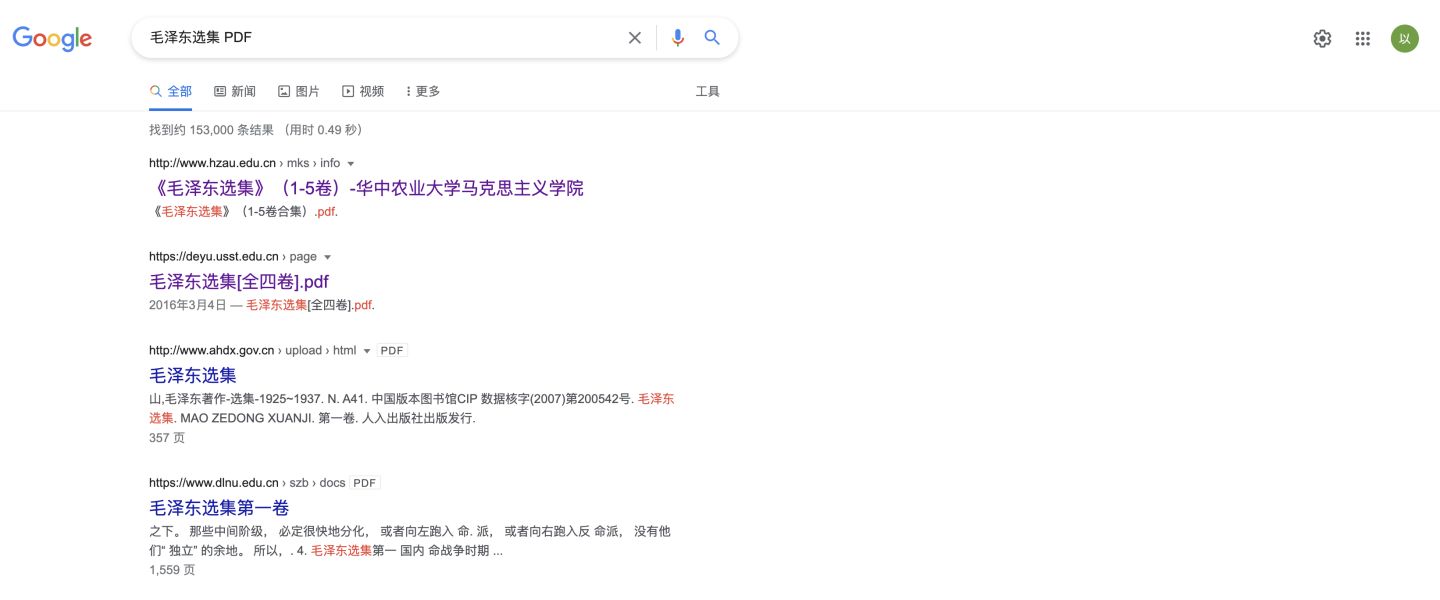 Google
毛泽东选集 PDF
以
全部 新闻 图片 视频 更多 工具
找到约 153,000 条结果 （用时 0.49 秒）
http://www.hzau.edu.cn › mks › info
《毛泽东选集》（1-5卷）-华中农业大学马克思主义学院
《毛泽东选集》（1-5卷合集）.pdf.
https://deyu.usst.edu.cn › page
毛泽东选集[全四卷].pdf
2016年3月4日 — 毛泽东选集[全四卷].pdf.
http://www.ahdx.gov.cn › upload › html PDF
毛泽东选集
山,毛泽东著作-选集-1925~1937. N. A41. 中国版本图书馆CIP 数据核字(2007)第200542号. 毛泽东
选集. MAO ZEDONG XUANJI. 第一卷. 人入出版社出版发行.
357 页
https://www.dlnu.edu.cn › szb › docs PDF
毛泽东选集第一卷
之下。 那些中间阶级， 必定很快地分化， 或者向左跑入 命. 派， 或者向右跑入反 命派， 没有他
们“ 独立” 的余地。 所以，. 4. 毛泽东选集第一 国内 命战争时期 ...
1,559 页